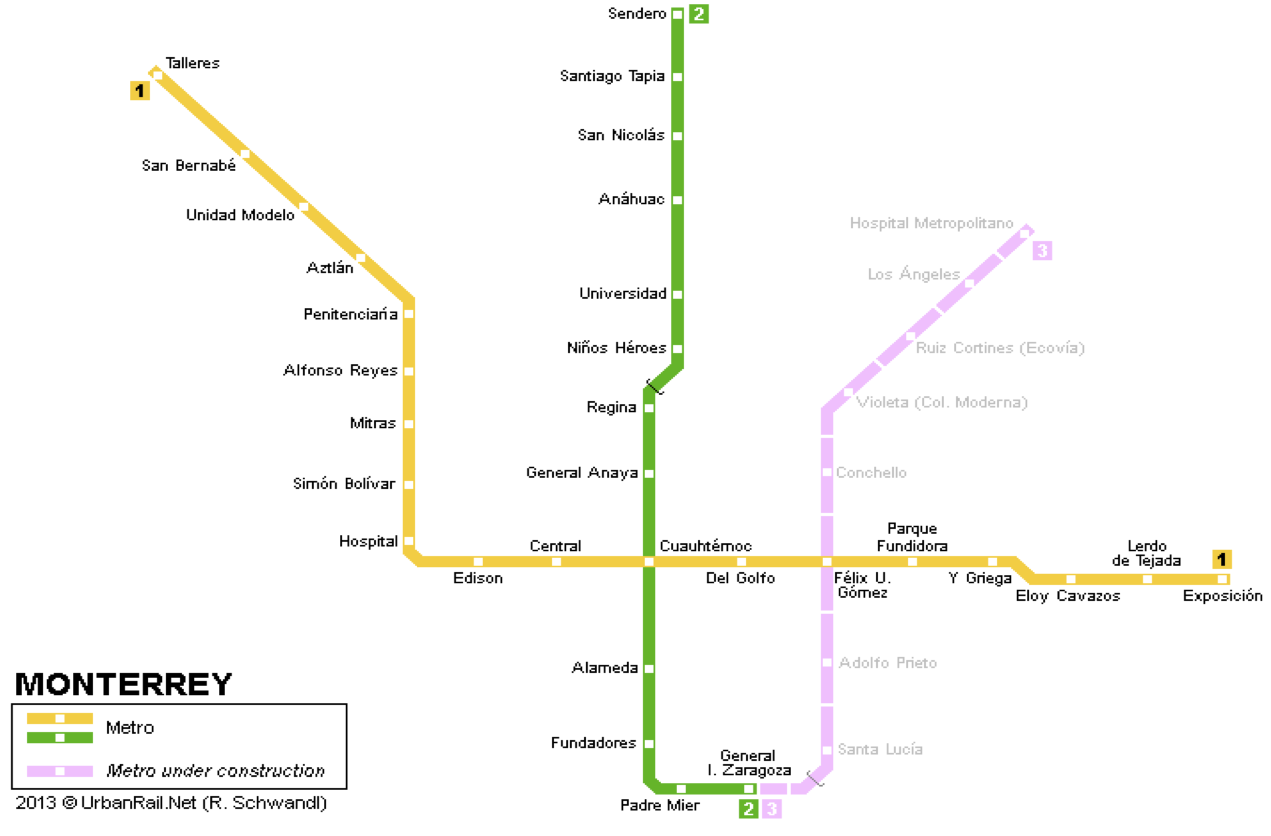 Sendero 2
Talleres
1
Santiago Tapia
San Nicolás
San Bernabé
Anáhuac
Unidad Modelo
Hospital Metropolitano
3
Aztlán
Los Ángeles
Universidad
Penitenciaría
Niños Héroes
Ruiz Cortines (Ecovía)
Alfonso Reyes
Regina
Violeta (Col. Moderna)
Mitras
General Anaya
Conchello
Simón Bolívar
Hospital
Central
Cuauhtémoc
Parque
Fundidora
Lerdo
de Tejada
1
Edison
Del Golfo
Félix U.
Gómez
Y Griega
Eloy Cavazos
Exposición
Alameda
Adolfo Prieto
MONTERREY
Metro
Metro under construction
2013 @ UrbanRail.Net (R. Schwandl)
Fundadores
General
I. Zaragoza
Santa Lucía
Padre Mier
2 3